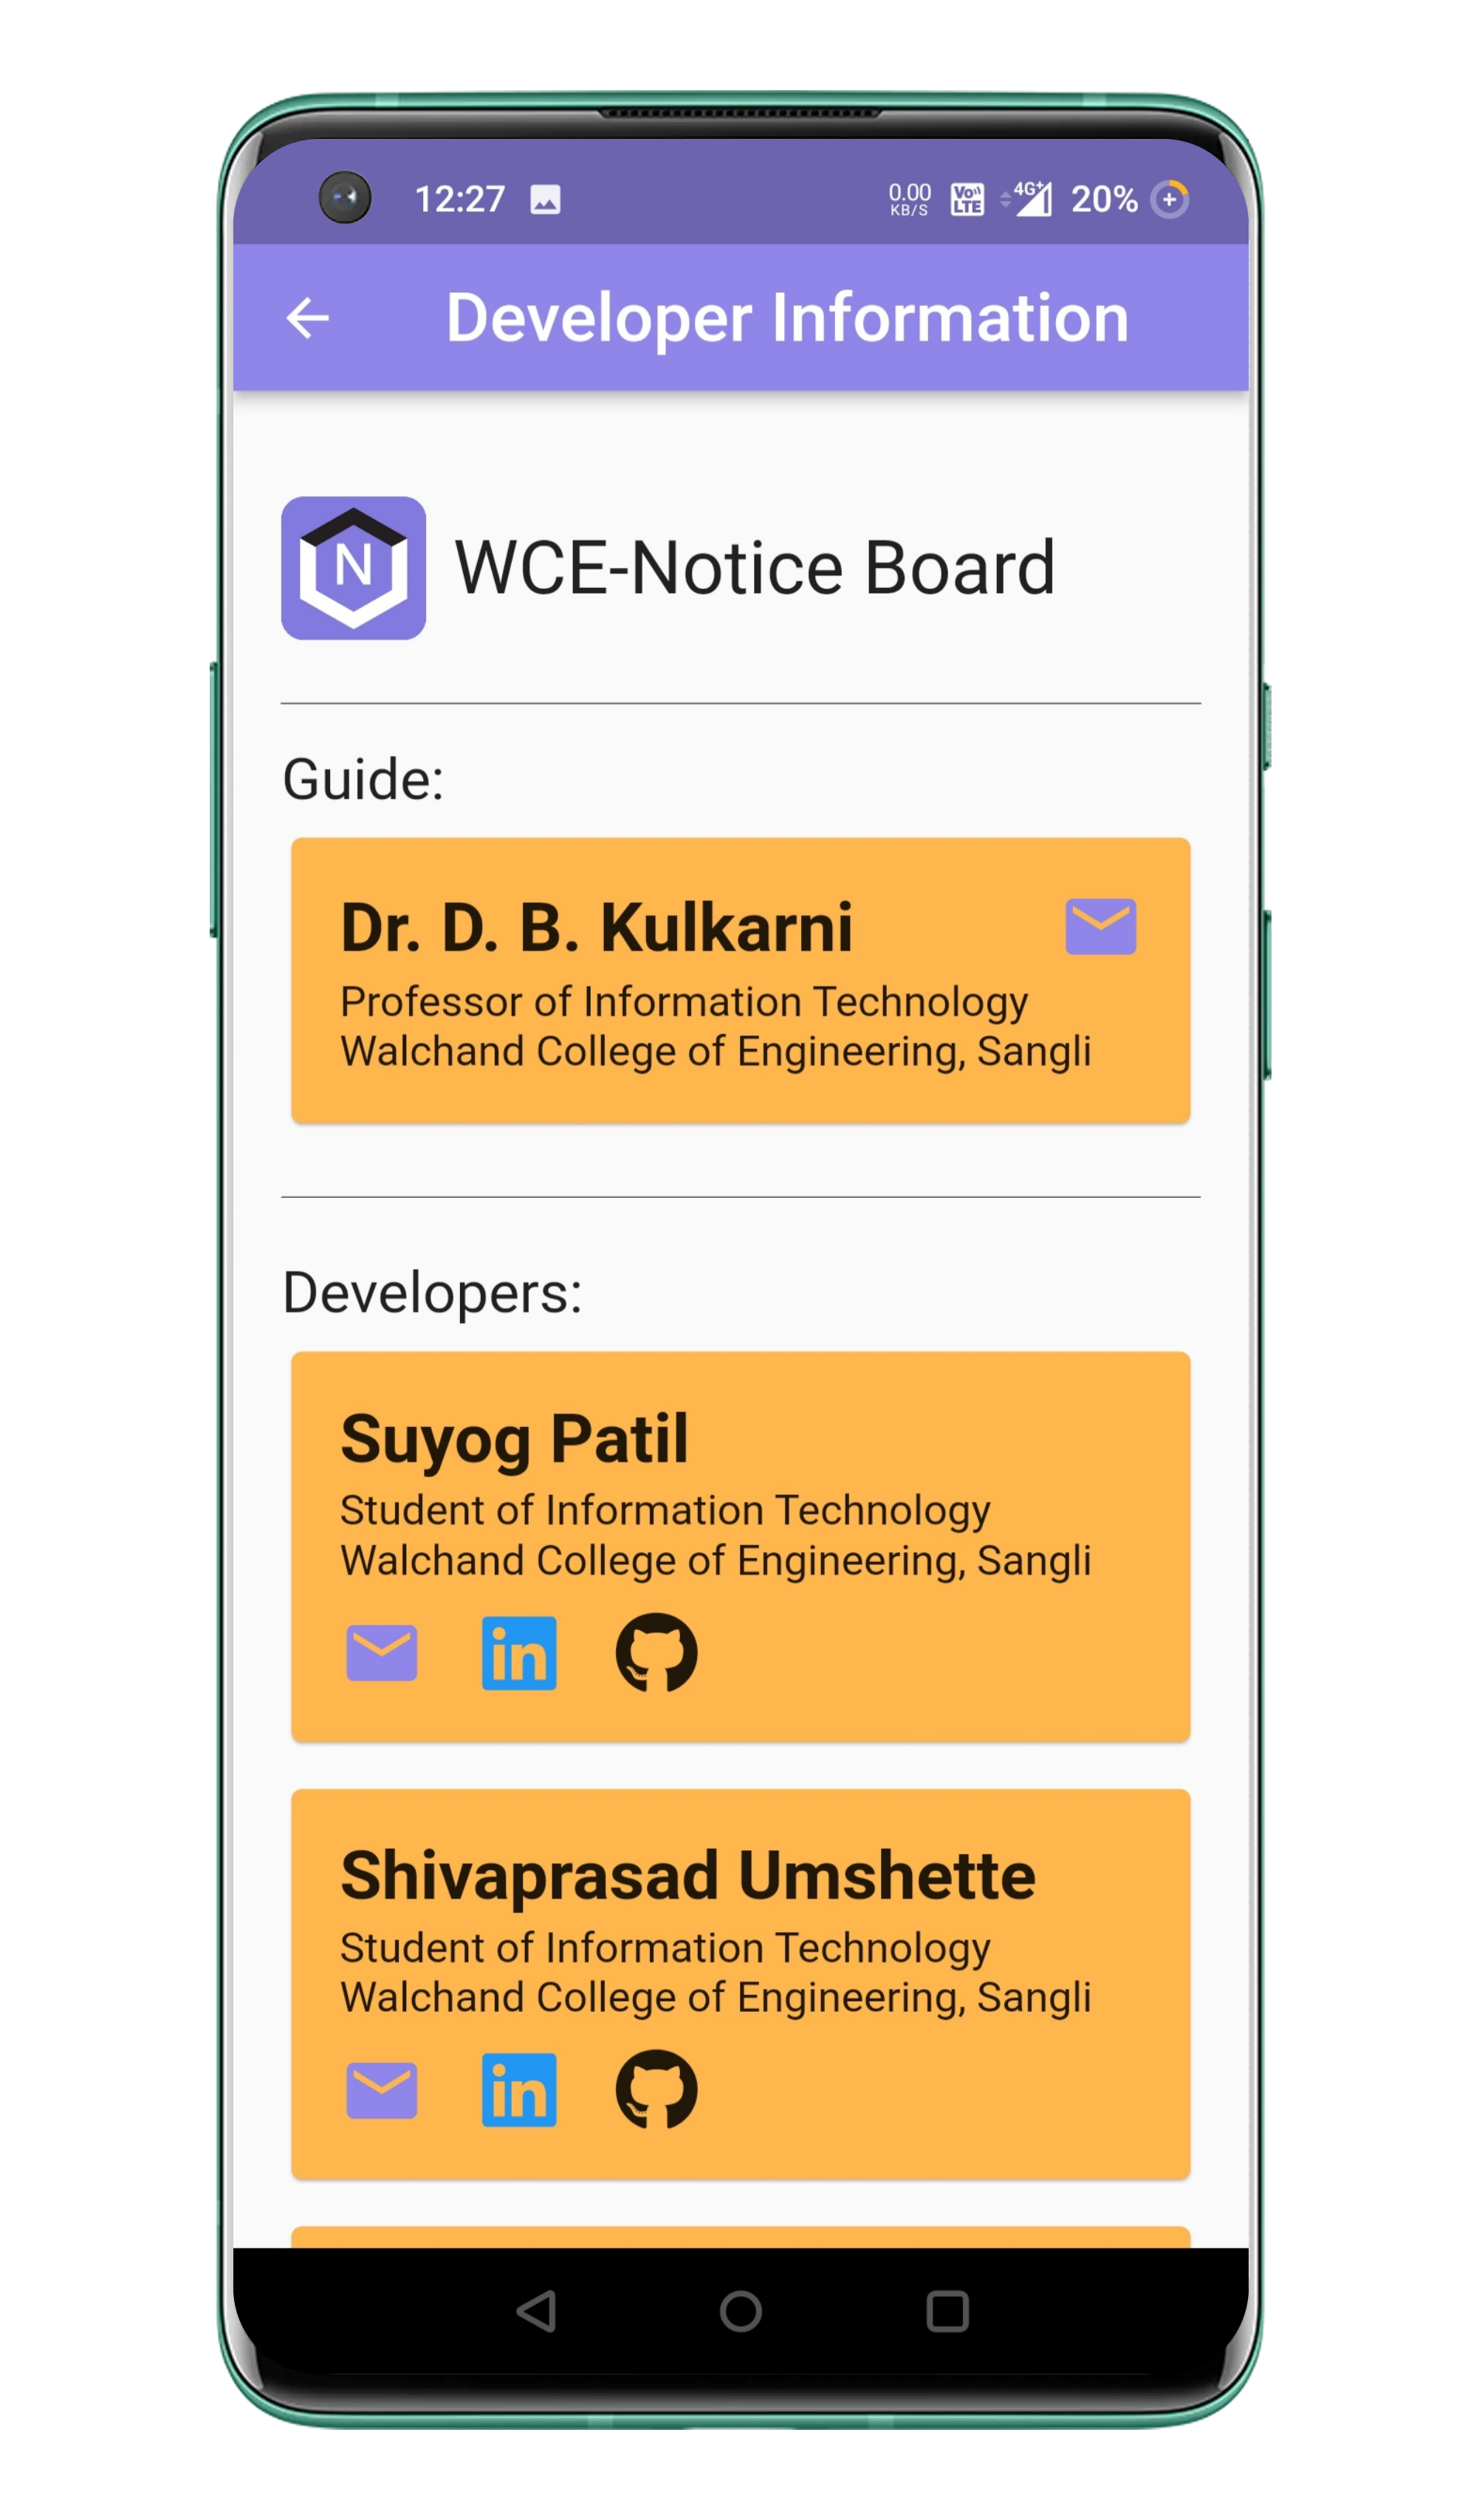 12:27
0.00
KB/S
Vo))
LTE
4G+
20%
Developer Information
N
WCE-Notice Board
Guide:
Dr. D. B. Kulkarni
Professor of Information Technology
Walchand College of Engineering, Sangli
Developers:
Suyog Patil
Student of Information Technology
Walchand College of Engineering, Sangli
in
Shivaprasad Umshette
Student of Information Technology
Walchand College of Engineering, Sangli
in